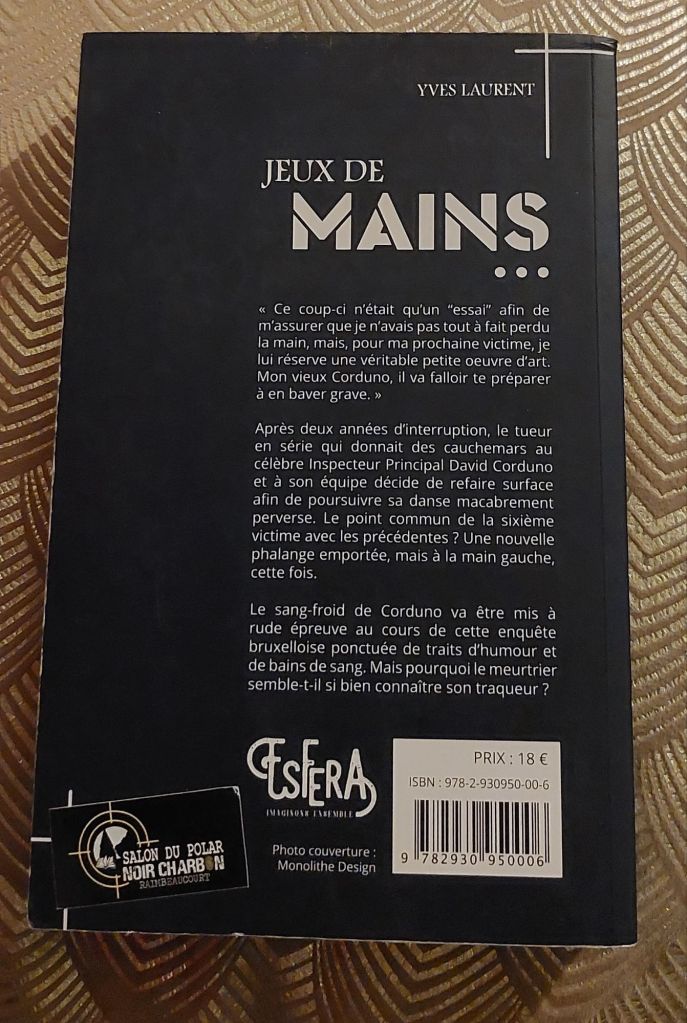 YVES LAURENT
JEUX DE
MAINS
...
« Ce coup-ci n'était qu'un "essai" afin de
m'assurer que je n'avais pas tout à fait perdu
la main, mais, pour ma prochaine victime, je
lui réserve une véritable petite oeuvre d'art.
Mon vieux Corduno, il va falloir te préparer
à en baver grave. »
Après deux années d'interruption, le tueur
en série qui donnait des cauchemars au
célèbre Inspecteur Principal David Corduno
et à son équipe décide de refaire surface
afin de poursuivre sa danse macabrement
perverse. Le point commun de la sixième
victime avec les précédentes ? Une nouvelle
phalange emportée, mais à la main gauche,
cette fois.
Le sang-froid de Corduno va être mis à
rude épreuve au cours de cette enquête
bruxelloise ponctuée de traits d'humour et
de bains de sang. Mais pourquoi le meurtrier
semble-t-il si bien connaître son traqueur ?
ESFERA
IMAGINONS ENSEMBLE
Photo couverture :
Monolithe Design
PRIX : 18 €
ISBN : 978-2-930950-00-6
9 782930 950006
SALON DU POLAR
NOIR CHARBON
RAIMBEAUCOURT